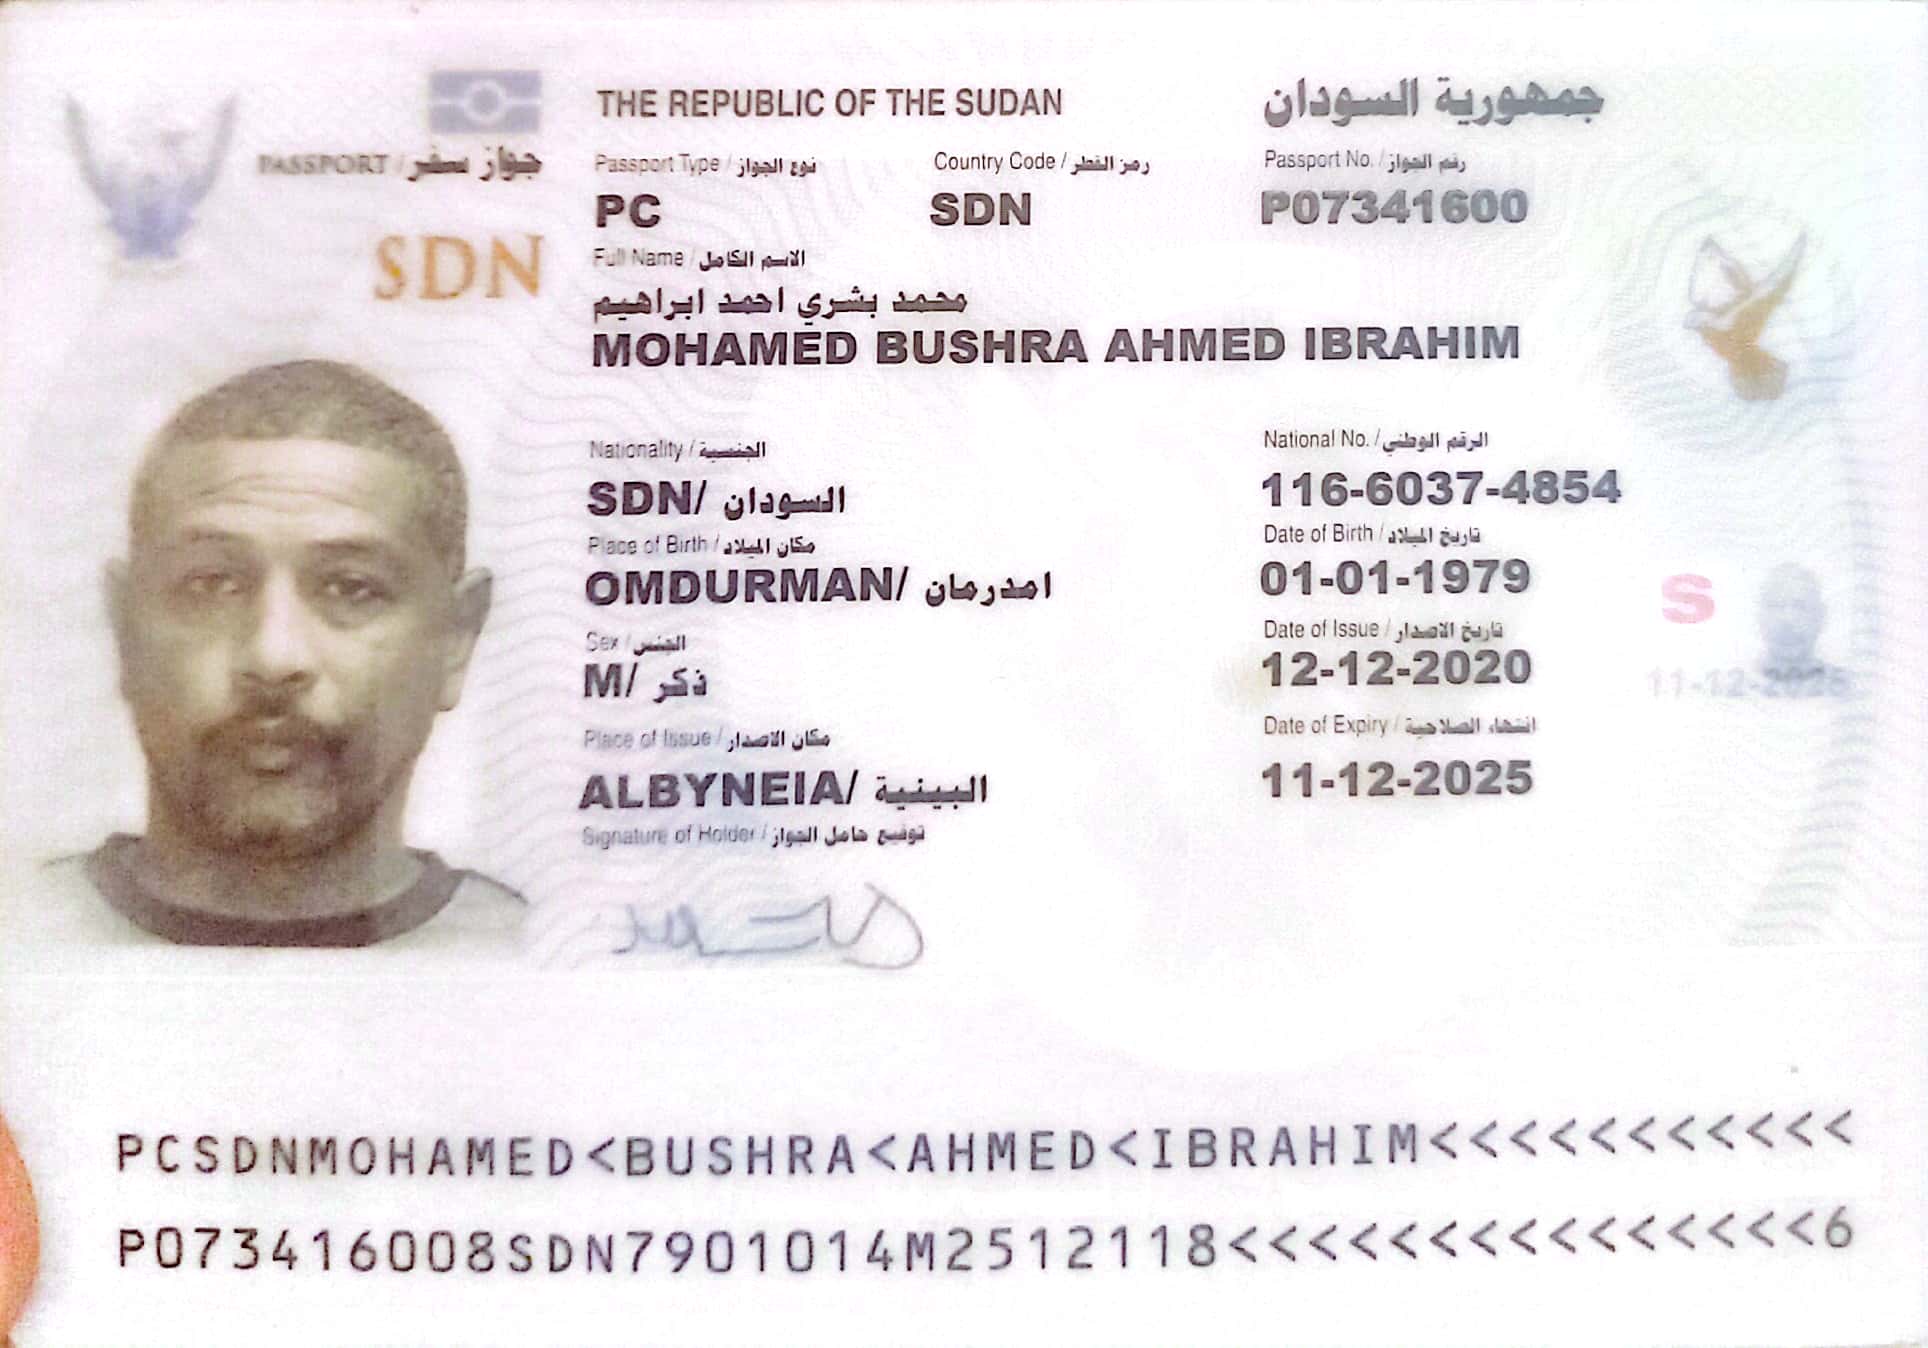 THE REPUBLIC OF THE SUDAN جمهورية السودان
PASSPORT / جواز سفر
SDN
Passport Type / نوع الجواز Country Code / رمز القطر Passport No. / رقم الجواز
PC SDN P07341600
Full Name / الاسم الكامل
محمد بشري احمد ابراهيم
MOHAMED BUSHRA AHMED IBRAHIM
Nationality / الجنسية National No. / الرقم الوطني
SDN/ السودان 116-6037-4854
Place of Birth / مكان الميلاد Date of Birth / تاريخ الميلاد
OMDURMAN/ امدرمان 01-01-1979
Sex / الجنس Date of Issue / تاريخ الاصدار
M/ ذكر 12-12-2020
S
11-12-2025
Place of Issue / مكان الاصدار Date of Expiry / انتهاء الصلاحية
ALBYNEIA/ البينية 11-12-2025
Signature of Holder / توقيع حامل الجواز
PCSDNMOHAMED<BUSHRA<AHMED<IBRAHIM<<<<<<<<<<<
P073416008SDN7901014M2512118<<<<<<<<<<<<<<<6